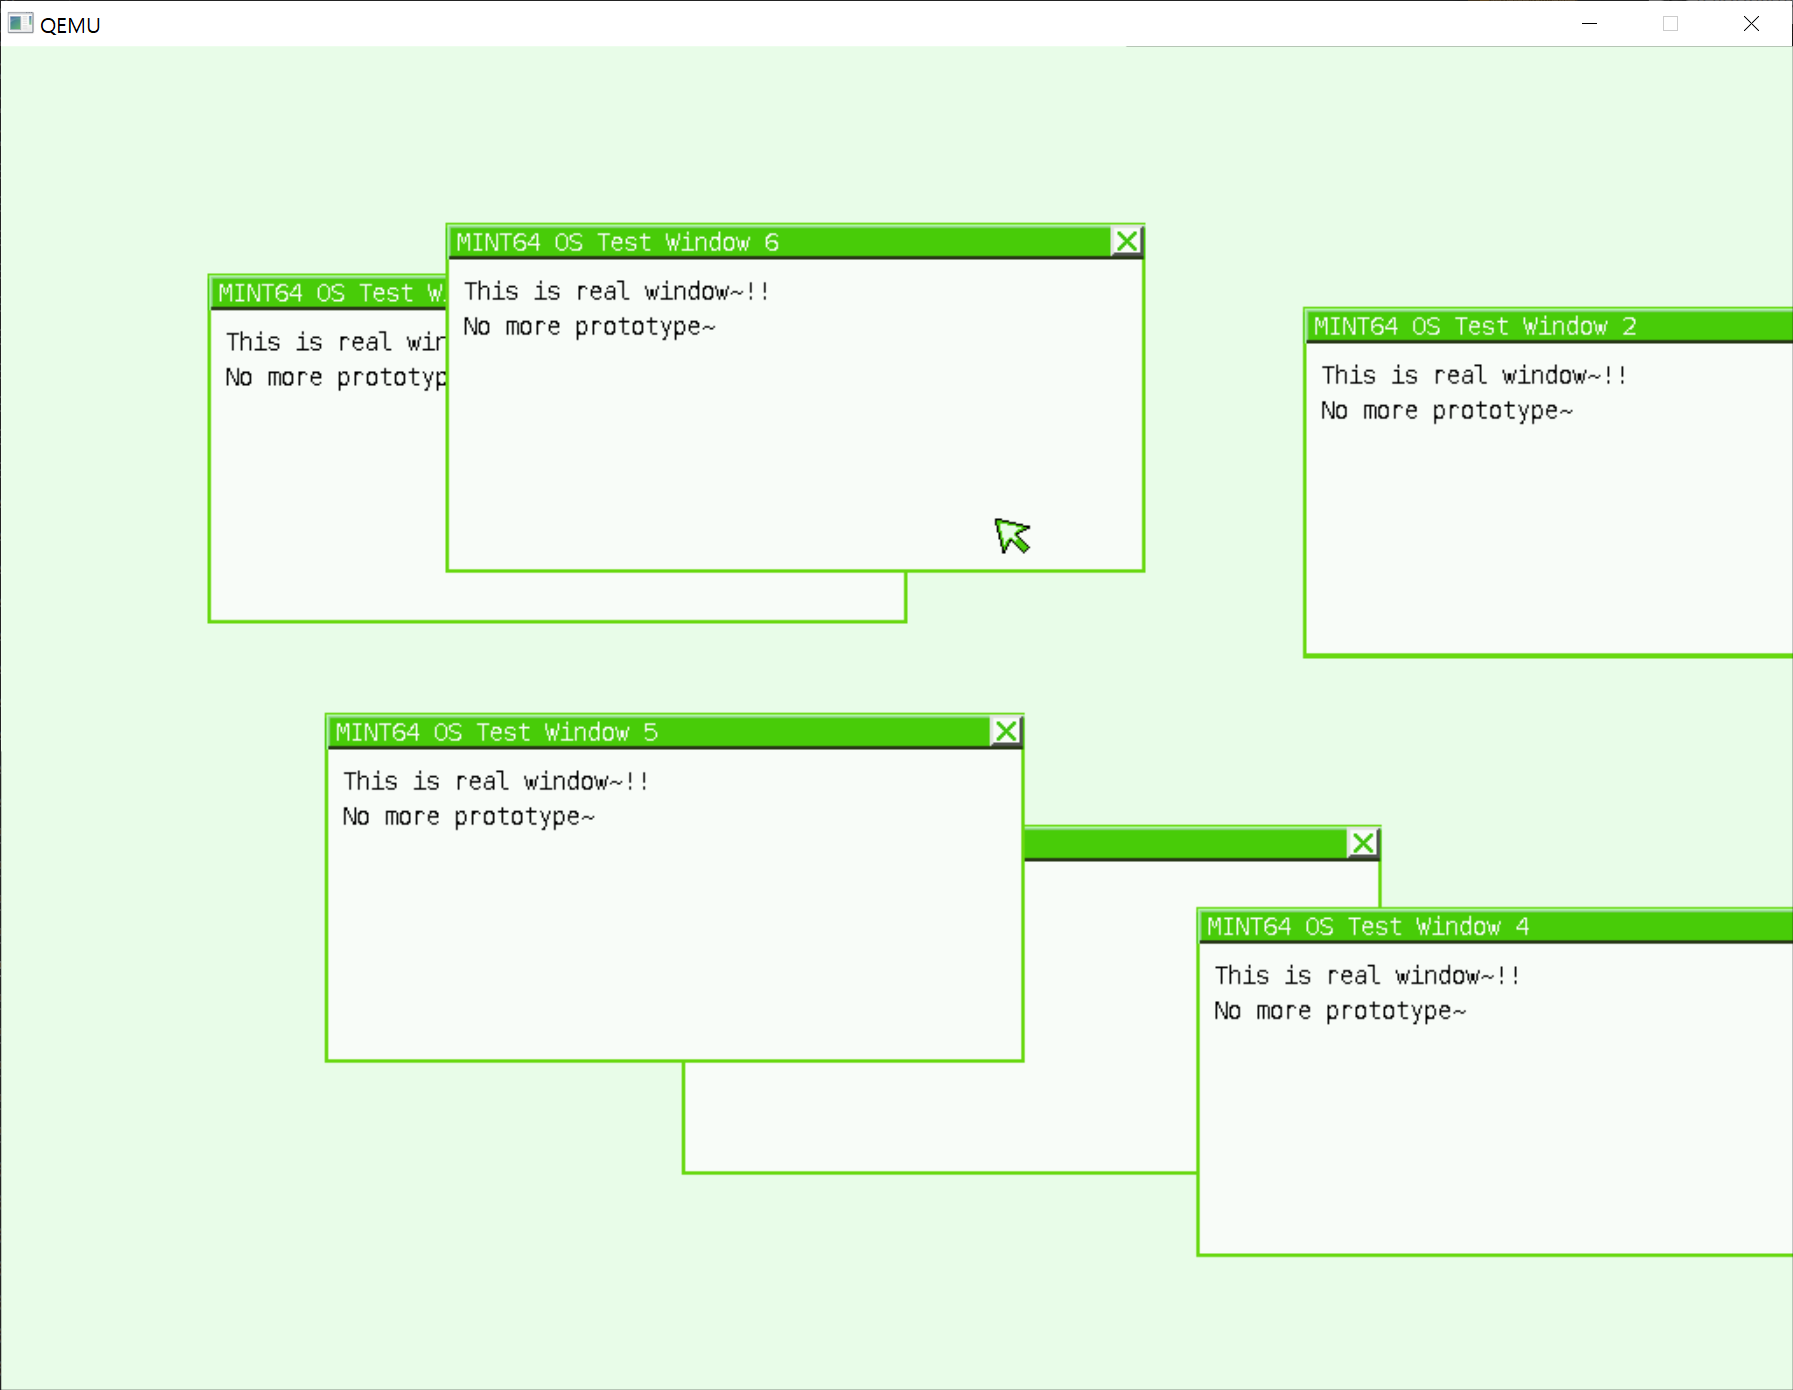 QEMU
MINT64 OS Test Window 6
This is real window~!!
No more prototype~
MINT64 OS Test
This is real
No more
MINT64 OS Test Window 2
This is real window~!!
No more prototype~
MINT64 OS Test Window 5
This is real window~!!
No more prototype~
MINT64 OS Test Window 4
This is real window~!!
No more prototype~